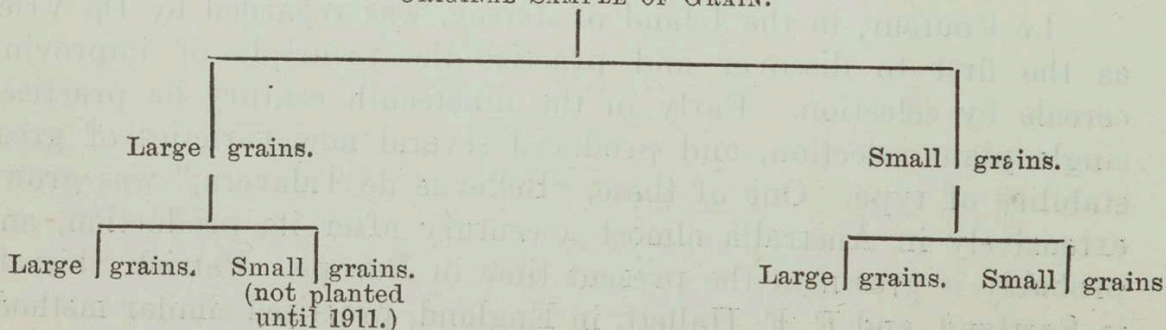 ORIGINAL SAMPLE OF GRAIN.
Large grains. Small grains.
Large grains. Small grains. Large grains. Small grains
(not planted
until 1911.)